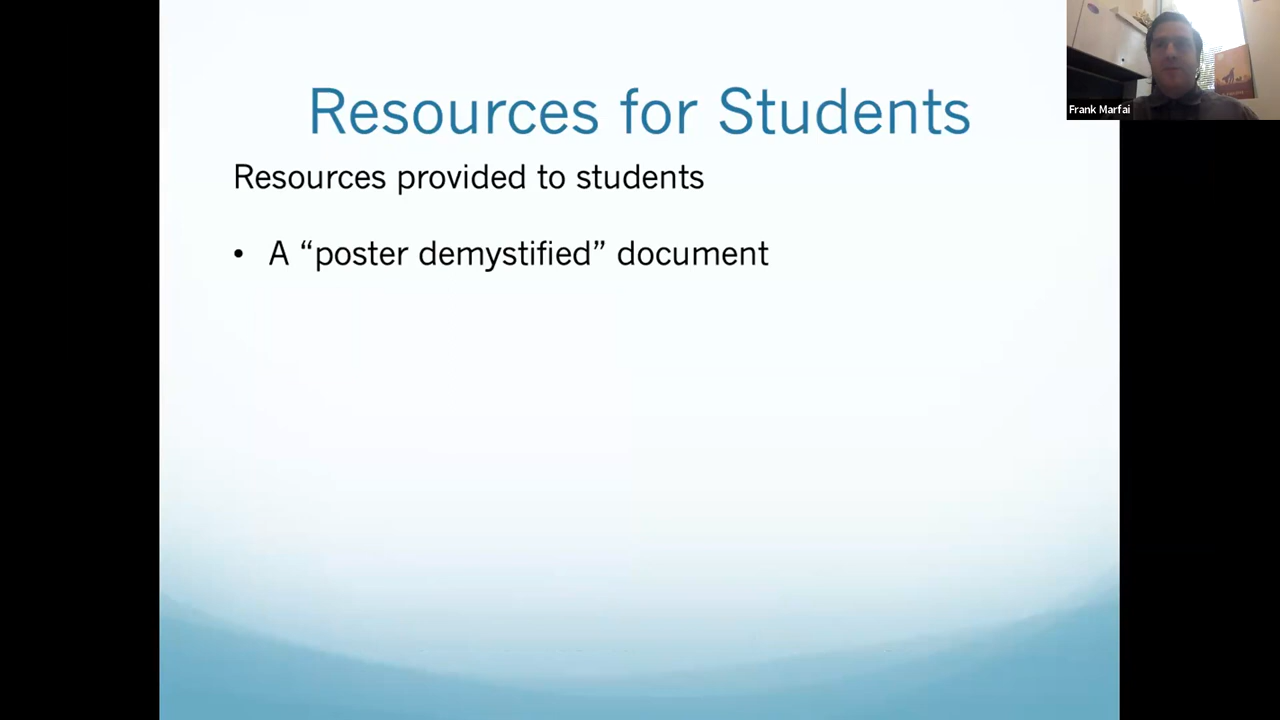 Resources for Students
Resources provided to students
• A “poster demystified” document
Frank Marfai